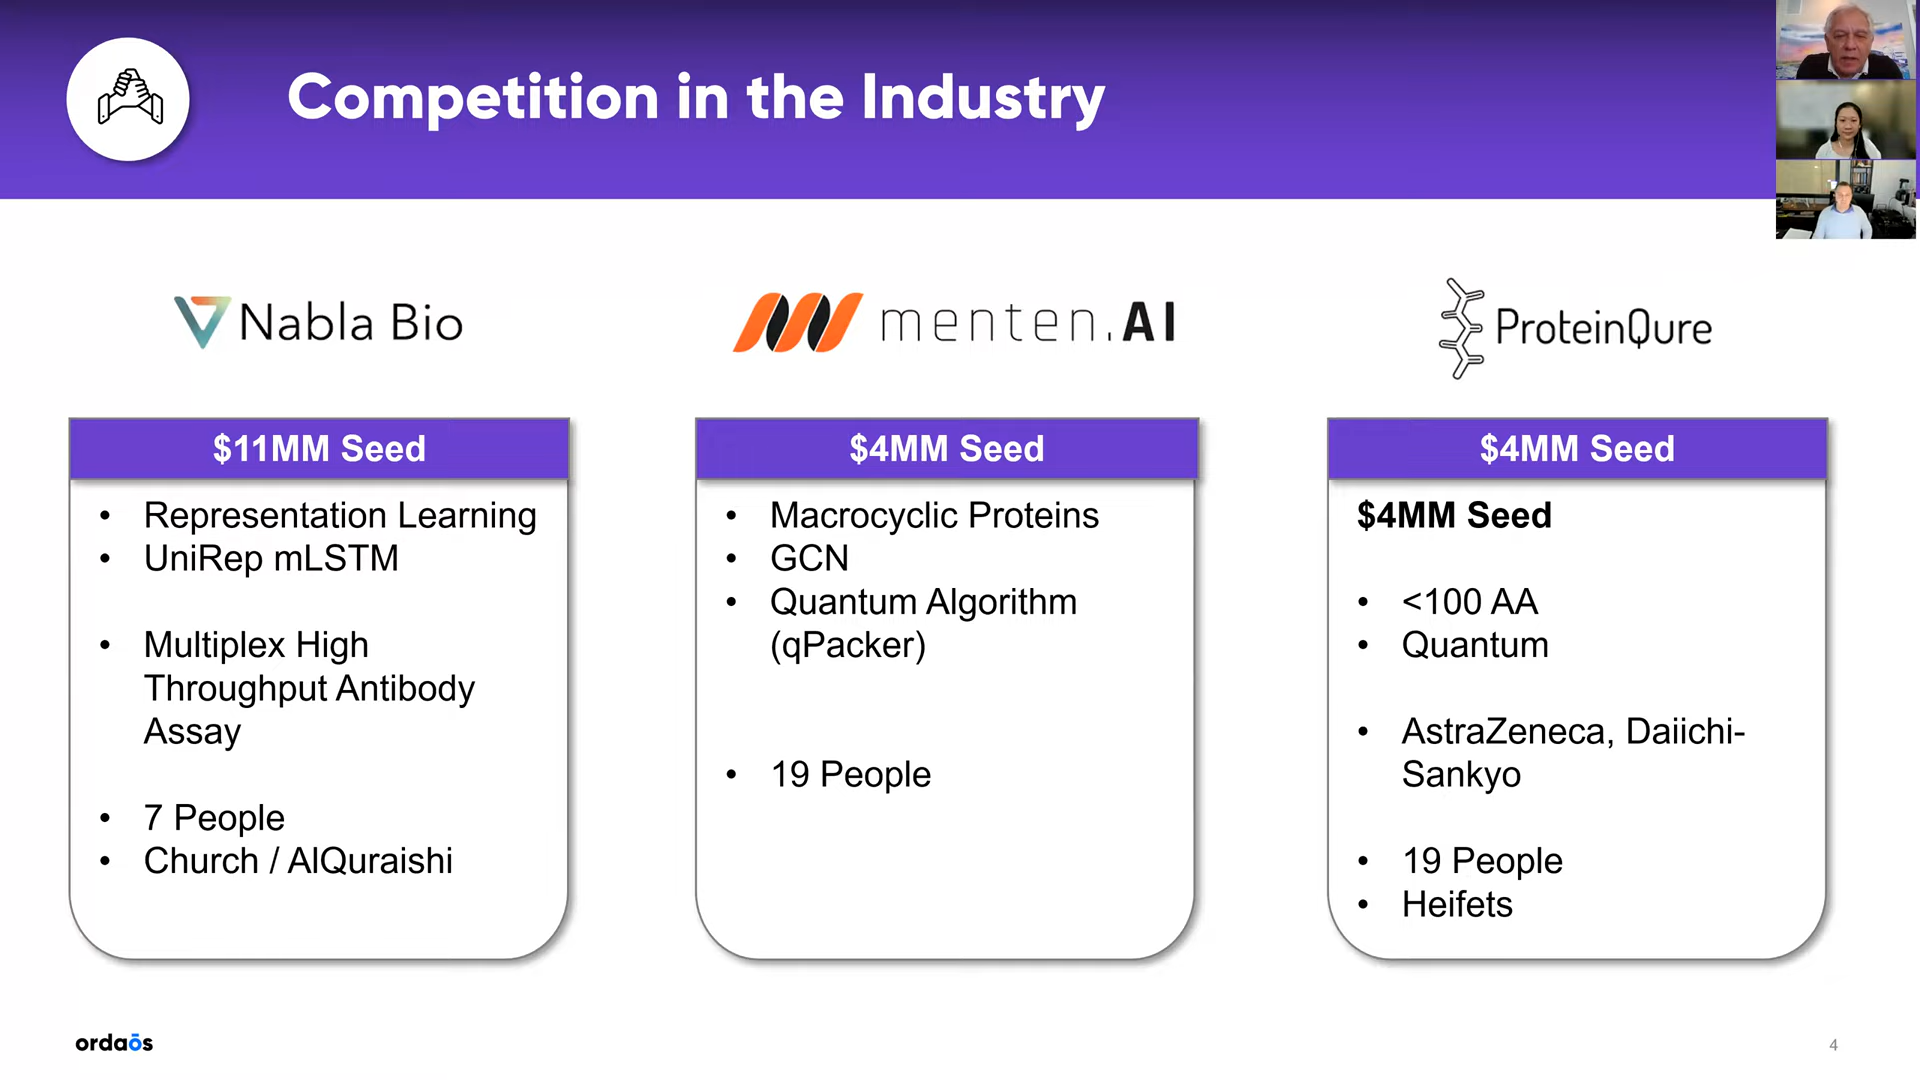 Competition in the Industry
Nabla Bio
menten.AI
ProteinQure
$11MM Seed
• Representation Learning
• UniRep mLSTM
• Multiplex High
Throughput Antibody
Assay
• 7 People
• Church / AlQuraishi
$4MM Seed
• Macrocyclic Proteins
• GCN
• Quantum Algorithm
(qPacker)
• 19 People
$4MM Seed
$4MM Seed
• <100 AA
• Quantum
• AstraZeneca, Daiichi-
Sankyo
• 19 People
• Heifets
ordaōs
4